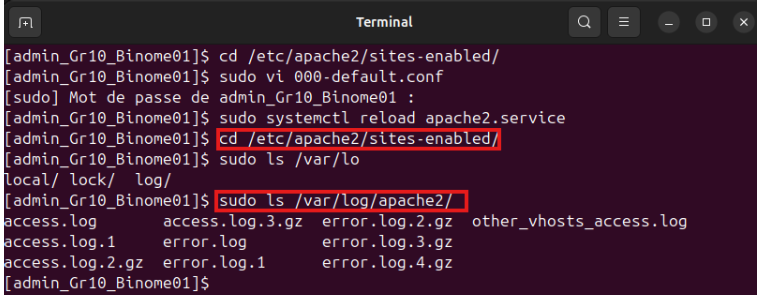 Terminal
[admin_Gr10_Binome01]$ cd /etc/apache2/sites-enabled/
[admin_Gr10_Binome01]$ sudo vi 000-default.conf
[sudo] Mot de passe de admin_Gr10_Binome01 :
[admin_Gr10_Binome01]$ sudo systemctl reload apache2.service
[admin_Gr10_Binome01]$ cd /etc/apache2/sites-enabled/
[admin_Gr10_Binome01]$ sudo ls /var/lo
local/ lock/  log/
[admin_Gr10_Binome01]$ sudo ls /var/log/apache2/
access.log       access.log.3.gz  error.log.2.gz  other_vhosts_access.log
access.log.1     error.log        error.log.3.gz
access.log.2.gz  error.log.1      error.log.4.gz
[admin_Gr10_Binome01]$